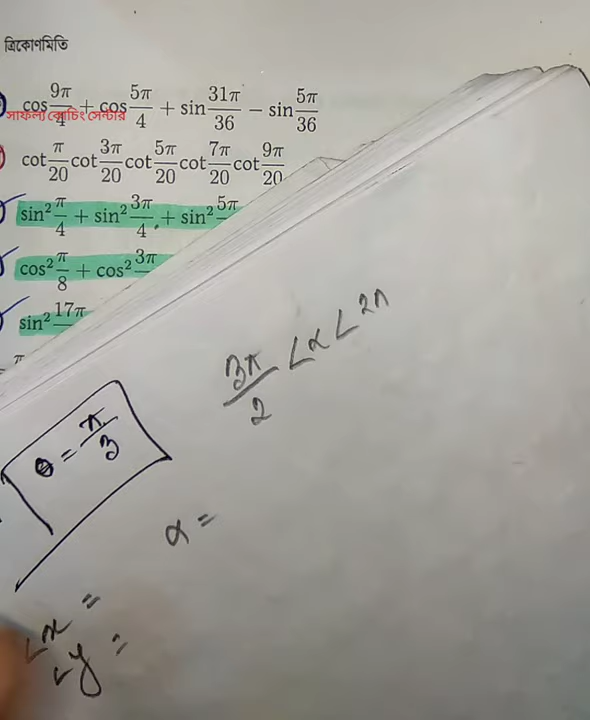 ত্রিকোণমিতি
cos 9π/4 + cos 5π/4 + sin 31π/36 − sin 5π/36
সাফল্য কোচিং সেন্টার
cot π/20 cot 3π/20 cot 5π/20 cot 7π/20 cot 9π/20
sin² π/4 + sin² 3π/4 + sin² 5π
cos² π/8 + cos² 3π
sin² 17π
π
3π/2 < α < 2π
θ = π/3
α =
∠x =
∠y =